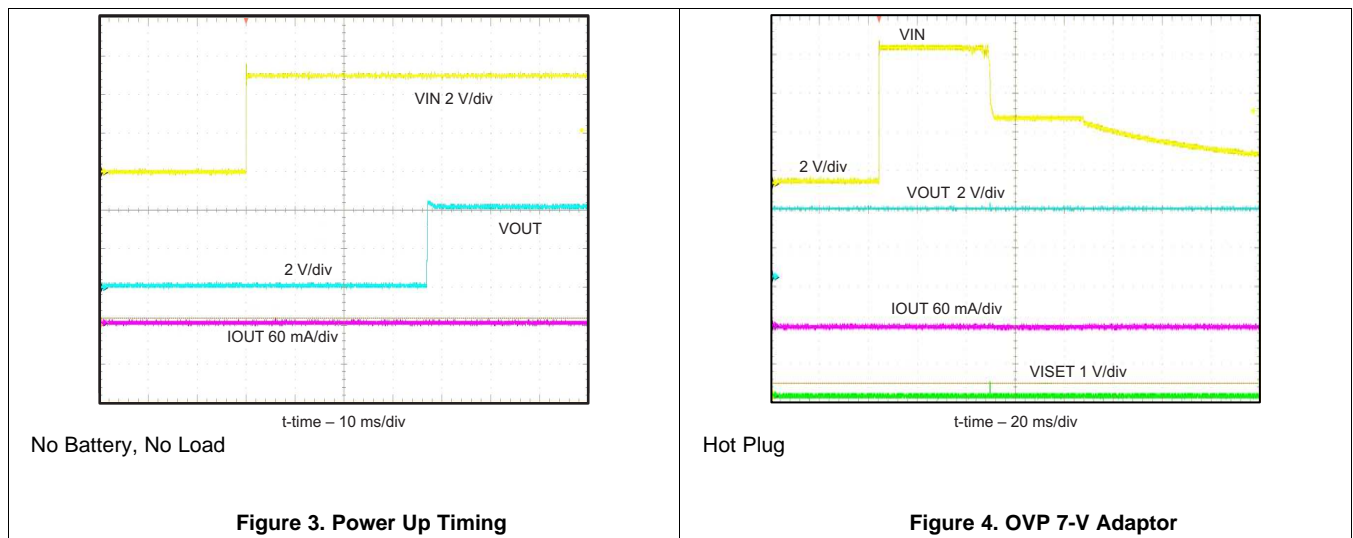 VIN 2 V/div
VOUT
2 V/div
IOUT 60 mA/div
t-time – 10 ms/div
No Battery, No Load
Figure 3. Power Up Timing
VIN
2 V/div
VOUT 2 V/div
IOUT 60 mA/div
VISET 1 V/div
t-time – 20 ms/div
Hot Plug
Figure 4. OVP 7-V Adaptor